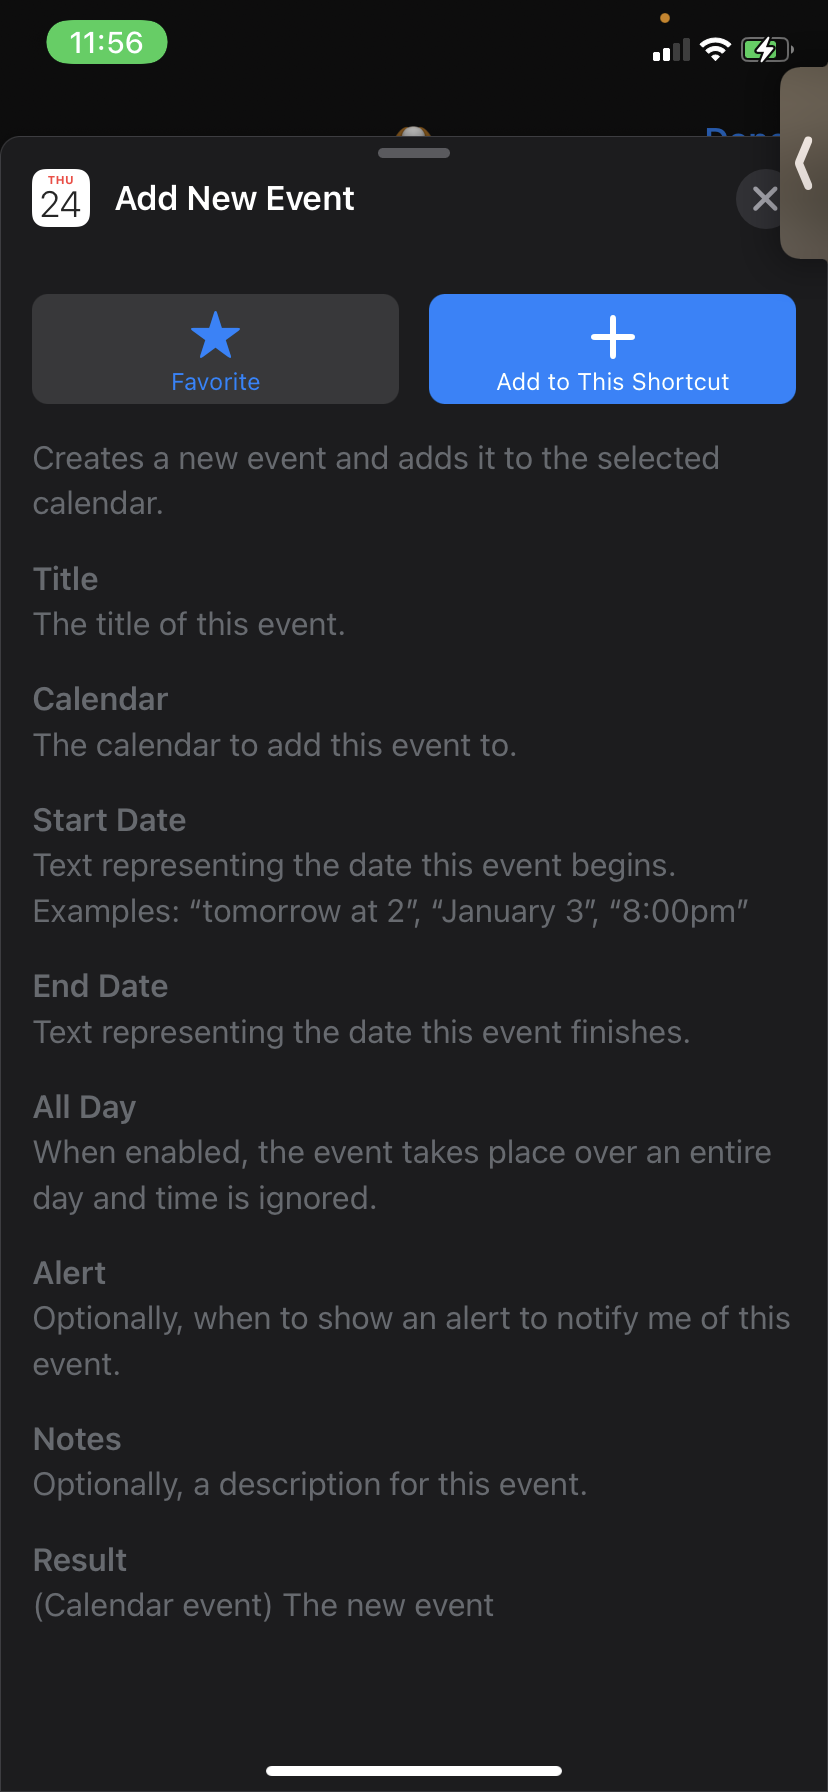 11:56
THU
24
Add New Event
Favorite
Add to This Shortcut
Creates a new event and adds it to the selected
calendar.
Title
The title of this event.
Calendar
The calendar to add this event to.
Start Date
Text representing the date this event begins.
Examples: “tomorrow at 2”, “January 3”, “8:00pm”
End Date
Text representing the date this event finishes.
All Day
When enabled, the event takes place over an entire
day and time is ignored.
Alert
Optionally, when to show an alert to notify me of this
event.
Notes
Optionally, a description for this event.
Result
(Calendar event) The new event